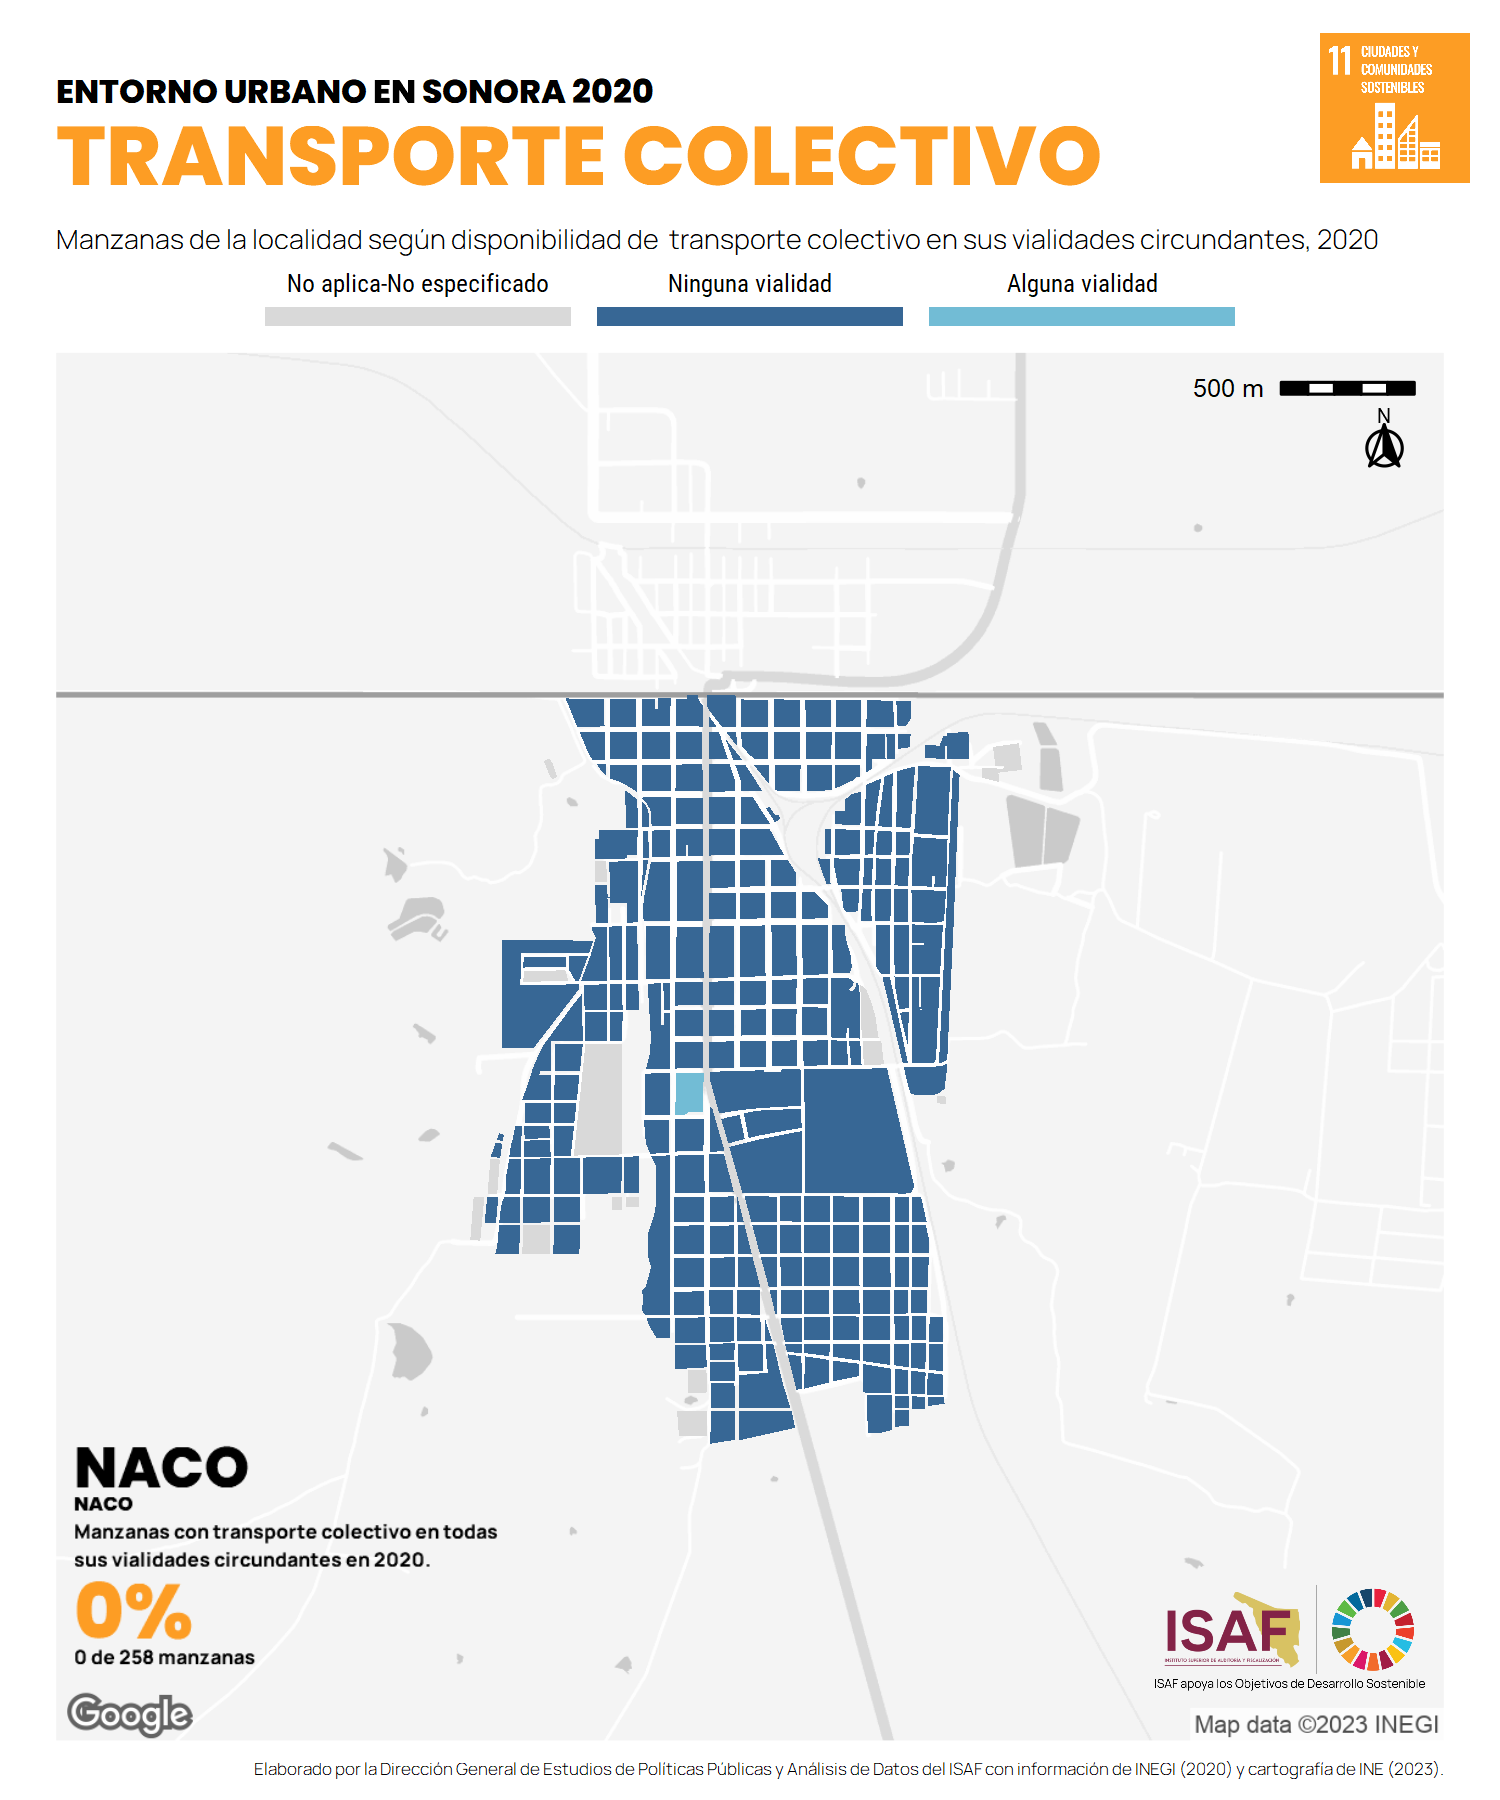 ENTORNO URBANO EN SONORA 2020
TRANSPORTE COLECTIVO
11 CIUDADES Y
COMUNIDADES
SOSTENIBLES
Manzanas de la localidad según disponibilidad de transporte colectivo en sus vialidades circundantes, 2020
No aplica-No especificado
Ninguna vialidad
Alguna vialidad
500 m
N
NACO
NACO
Manzanas con transporte colectivo en todas
sus vialidades circundantes en 2020.
0%
0 de 258 manzanas
Google
ISAF
INSTITUTO SUPERIOR DE AUDITORÍA Y FISCALIZACIÓN
ISAF apoya los Objetivos de Desarrollo Sostenible
Map data ©2023 INEGI
Elaborado por la Dirección General de Estudios de Políticas Públicas y Análisis de Datos del ISAF con información de INEGI (2020) y cartografía de INE (2023).